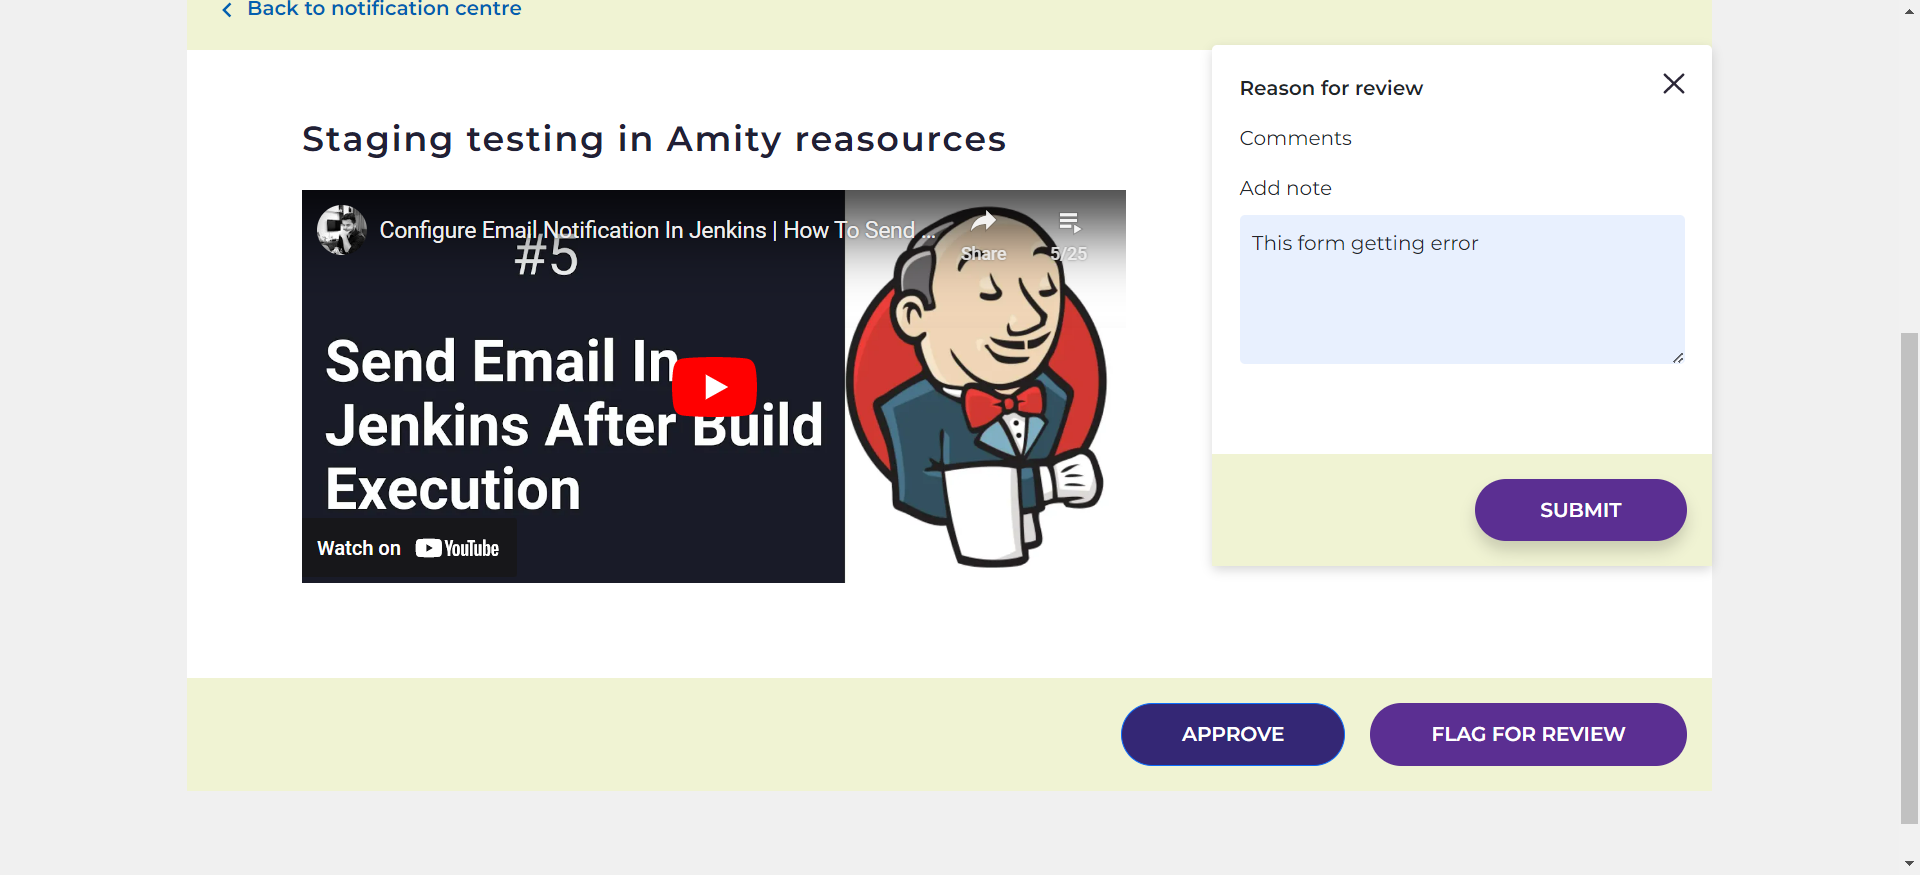 Back to notification centre
Reason for review
Comments
Add note
This form getting error
SUBMIT
Staging testing in Amity reasources
Configure Email Notification In Jenkins | How To Send ...
Share
5/25
#5
Send Email In
Jenkins After Build
Execution
Watch on YouTube
APPROVE
FLAG FOR REVIEW